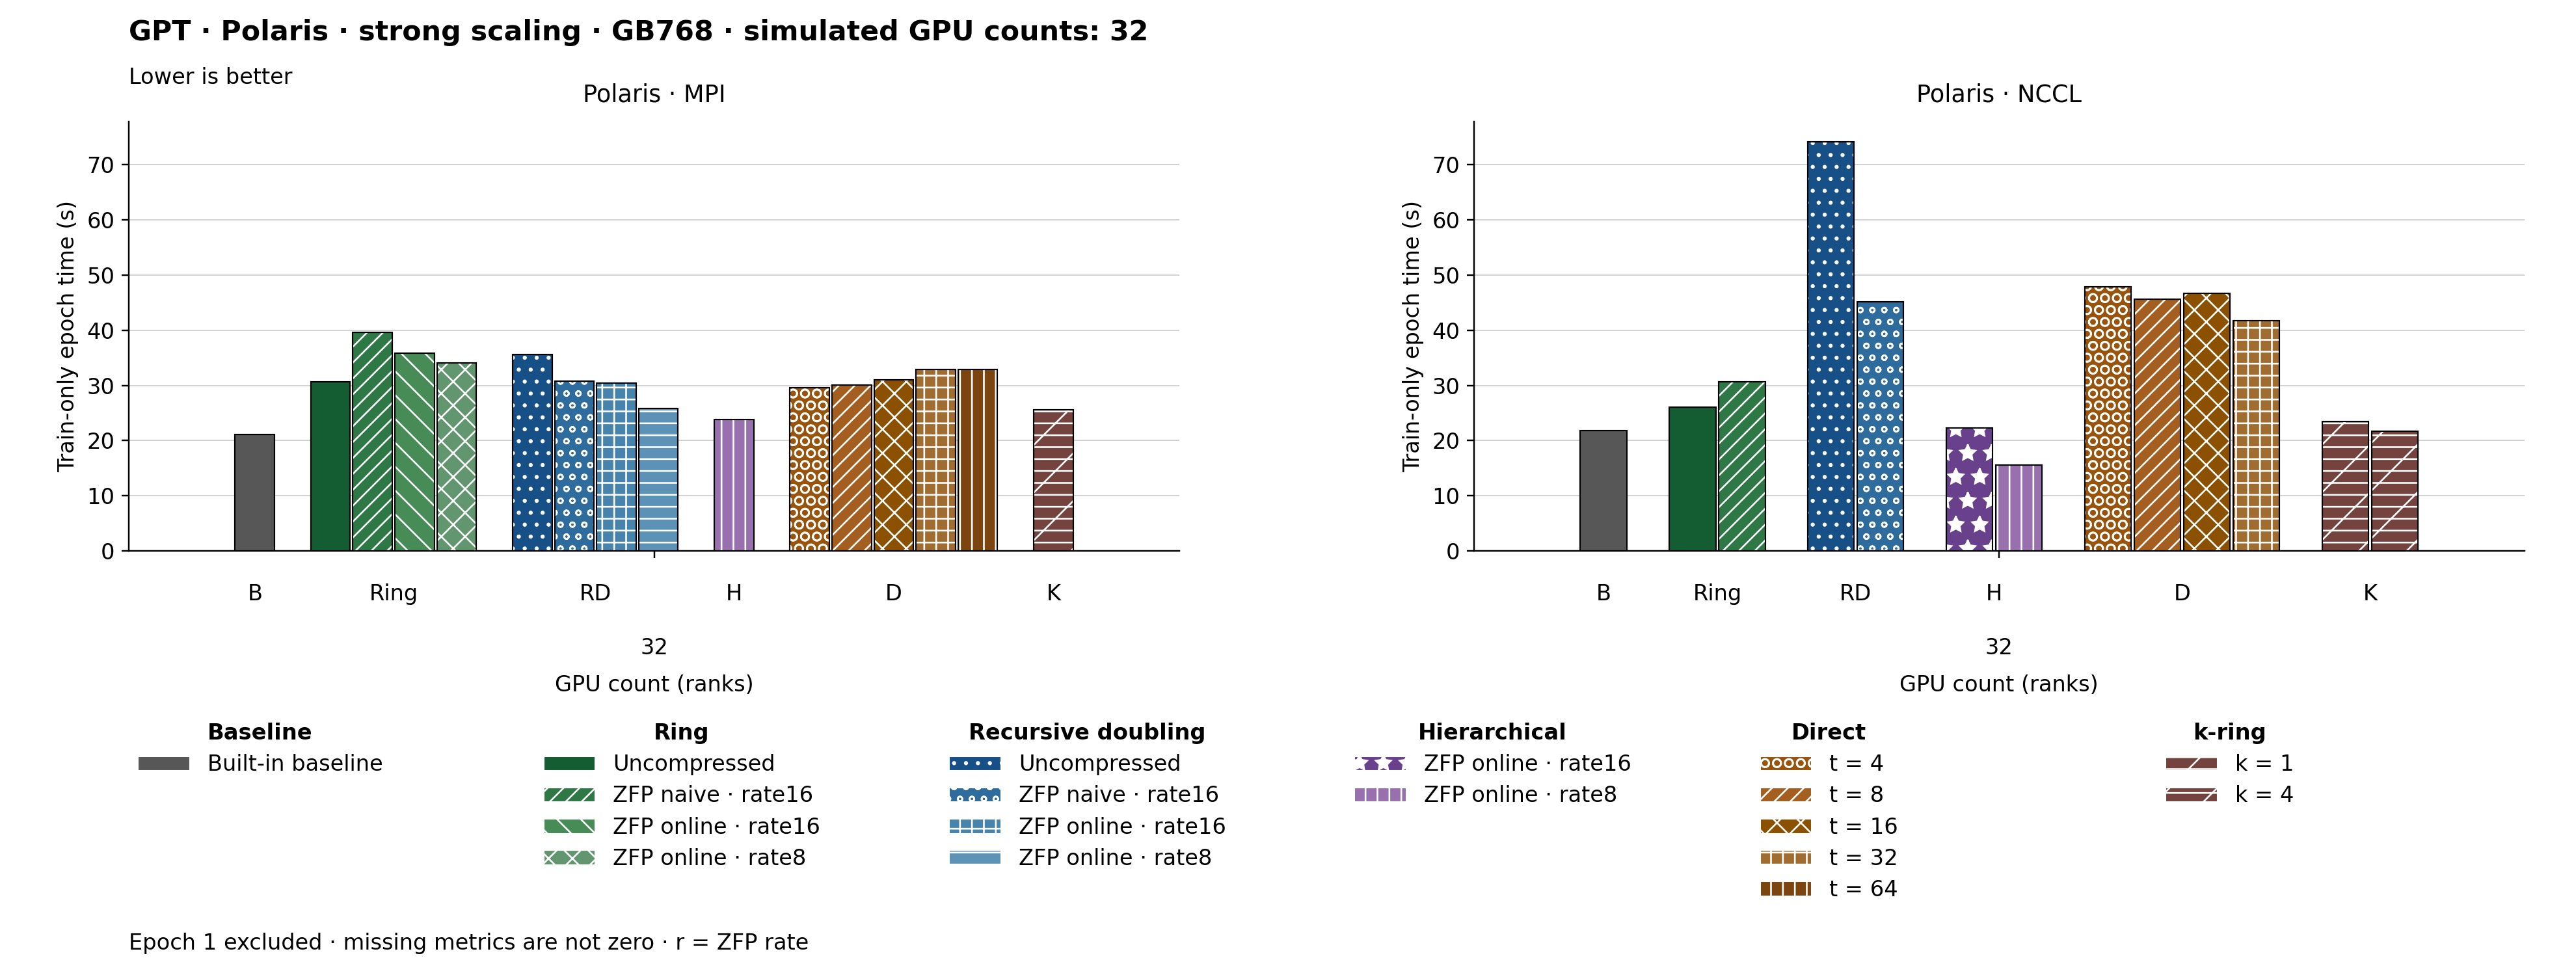 GPT · Polaris · strong scaling · GB768 · simulated GPU counts: 32
Lower is better
Polaris · MPI
Train-only epoch time (s)
70
60
50
40
30
20
10
0
B Ring RD H D K
32
GPU count (ranks)
Polaris · NCCL
Train-only epoch time (s)
70
60
50
40
30
20
10
0
B Ring RD H D K
32
GPU count (ranks)
Baseline
Built-in baseline
Ring
Uncompressed
ZFP naive · rate16
ZFP online · rate16
ZFP online · rate8
Recursive doubling
Uncompressed
ZFP naive · rate16
ZFP online · rate16
ZFP online · rate8
Hierarchical
ZFP online · rate16
ZFP online · rate8
Direct
t = 4
t = 8
t = 16
t = 32
t = 64
k-ring
k = 1
k = 4
Epoch 1 excluded · missing metrics are not zero · r = ZFP rate